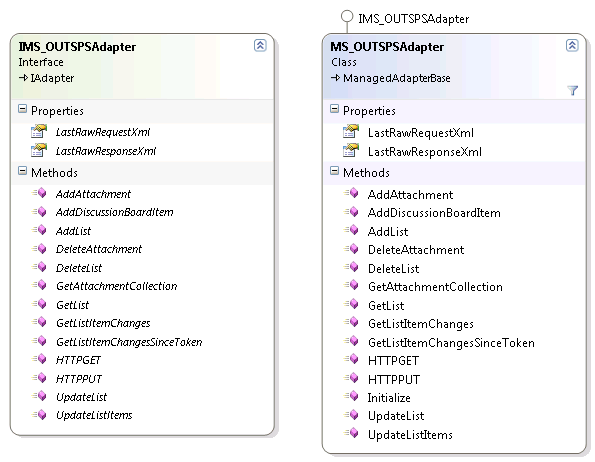 IMS_OUTSPSAdapter
Interface
IAdapter
Properties
LastRawRequestXml
LastRawResponseXml
Methods
AddAttachment
AddDiscussionBoardItem
AddList
DeleteAttachment
DeleteList
GetAttachmentCollection
GetList
GetListItemChanges
GetListItemChangesSinceToken
HTTPGET
HTTPPUT
UpdateList
UpdateListItems
IMS_OUTSPSAdapter
MS_OUTSPSAdapter
Class
ManagedAdapterBase
Properties
LastRawRequestXml
LastRawResponseXml
Methods
AddAttachment
AddDiscussionBoardItem
AddList
DeleteAttachment
DeleteList
GetAttachmentCollection
GetList
GetListItemChanges
GetListItemChangesSinceToken
HTTPGET
HTTPPUT
Initialize
UpdateList
UpdateListItems